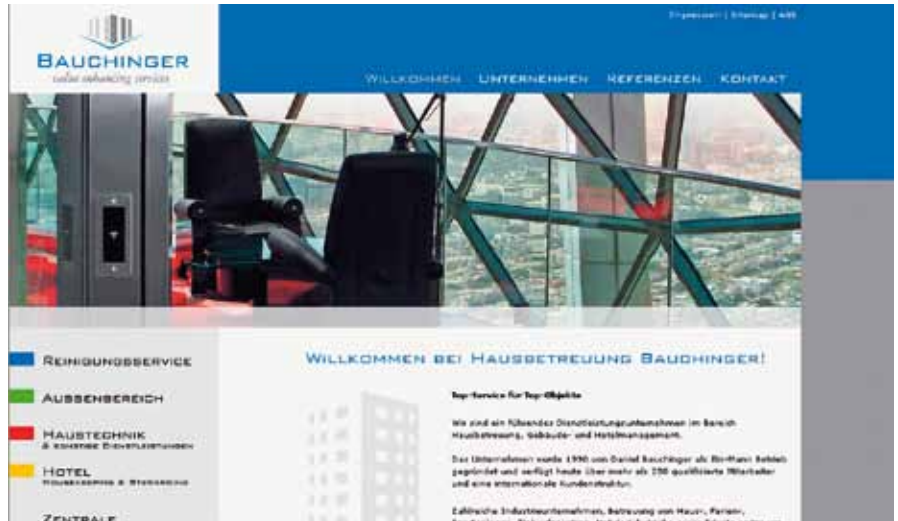 Impressum | Sitemap | AGB
BAUCHINGER
value enhancing services
WILLKOMMEN UNTERNEHMEN REFERENZEN KONTAKT
REINIGUNGSSERVICE
AUSSENBEREICH
HAUSTECHNIK
& SONSTIGE DIENSTLEISTUNGEN
HOTEL
HOUSEKEEPING & STEWARDING
ZENTRALE
WILLKOMMEN BEI HAUSBETREUUNG BAUCHINGER!
Top-Service für Top-Objekte
Wir sind ein führendes Dienstleistungsunternehmen im Bereich
Hausbetreuung, Gebäude- und Hotelmanagement.
Das Unternehmen wurde 1990 von Daniel Bauchinger als Ein-Mann Betrieb
gegründet und verfügt heute über mehr als 250 qualifizierte Mitarbeiter
und eine internationale Kundenstruktur.
Zahlreiche Industrieunternehmen, Betreuung von Haus-, Ferien-,